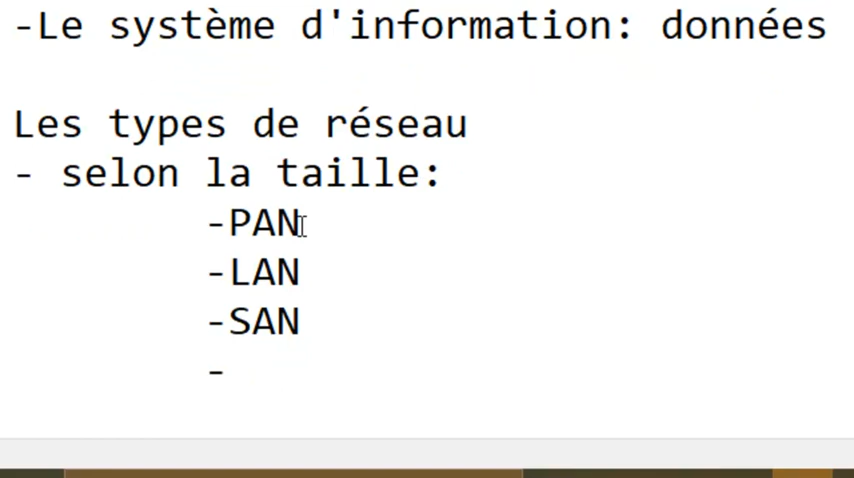 -Le système d'information: données
Les types de réseau
- selon la taille:
-PAN
-LAN
-SAN
-